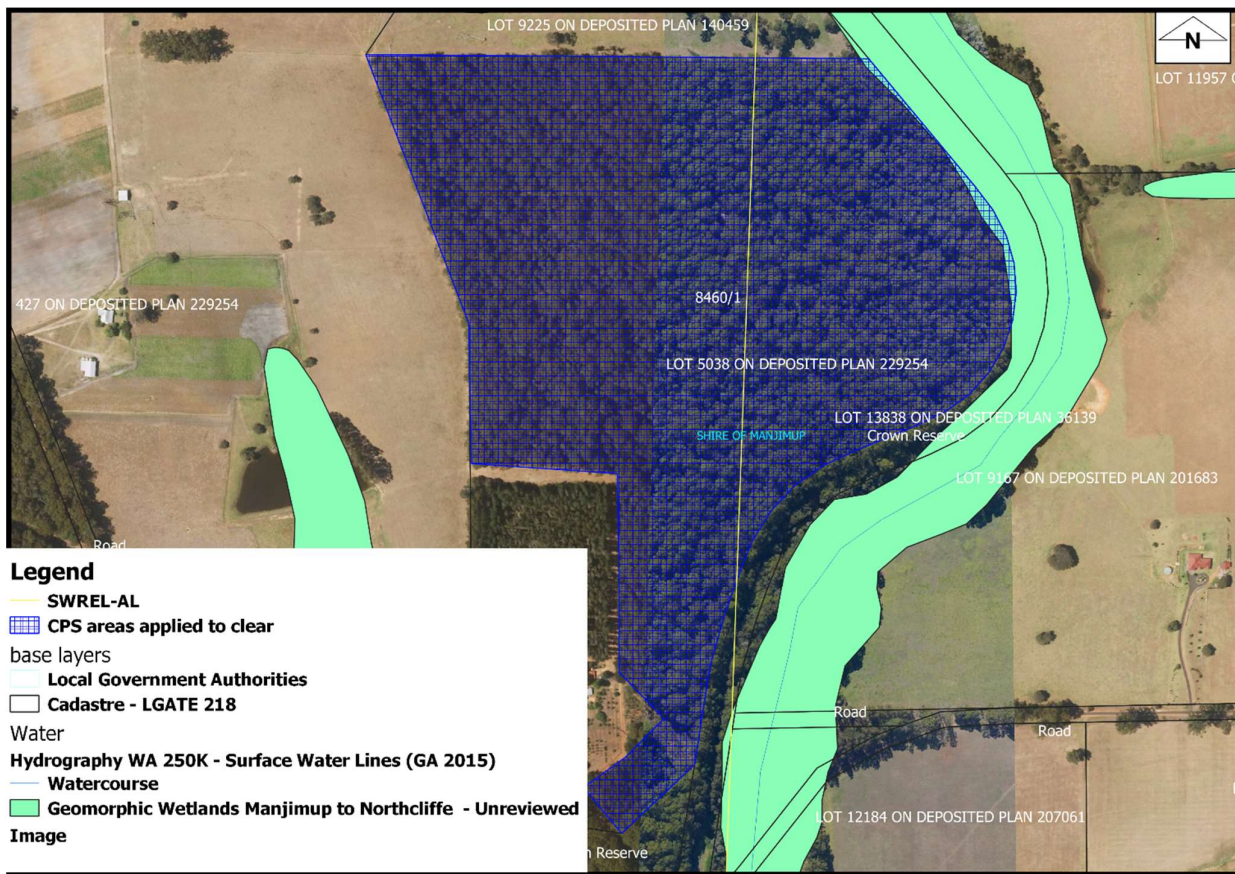 LOT 9225 ON DEPOSITED PLAN 140459
N
LOT 11957
427 ON DEPOSITED PLAN 229254
8460/1
LOT 5038 ON DEPOSITED PLAN 229254
LOT 13838 ON DEPOSITED PLAN 36139
SHIRE OF MANJIMUP
Crown Reserve
LOT 9167 ON DEPOSITED PLAN 201683
Road
Legend
SWREL-AL
CPS areas applied to clear
base layers
Local Government Authorities
Cadastre - LGATE 218
Water
Hydrography WA 250K - Surface Water Lines (GA 2015)
Watercourse
Geomorphic Wetlands Manjimup to Northcliffe - Unreviewed
Image
Road
Road
LOT 12184 ON DEPOSITED PLAN 207061
n Reserve